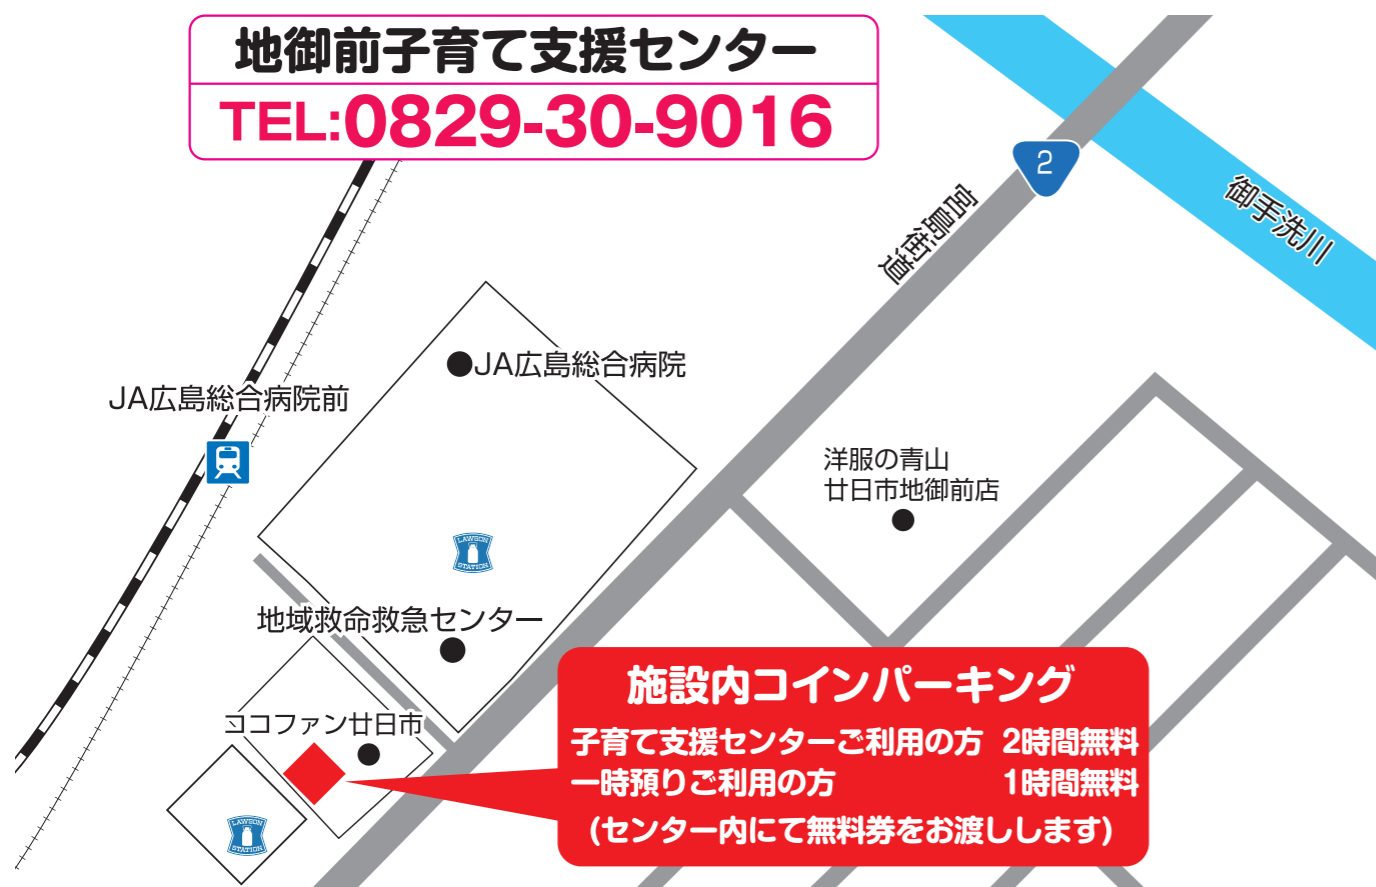 地御前子育て支援センター
TEL:0829-30-9016
2
宮島街道
御手洗川
JA広島総合病院
JA広島総合病院前
洋服の青山
廿日市地御前店
LAWSON
STATION
地域救命救急センター
ココファン廿日市
LAWSON
STATION
施設内コインパーキング
子育て支援センターご利用の方 2時間無料
一時預りご利用の方 1時間無料
(センター内にて無料券をお渡しします)